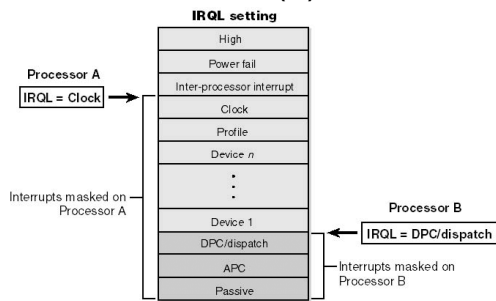 IRQL setting
High
Power fail
Inter-processor interrupt
Clock
Profile
Device n
Device 1
DPC/dispatch
APC
Passive
Processor A
IRQL = Clock
Interrupts masked on
Processor A
Processor B
IRQL = DPC/dispatch
Interrupts masked on
Processor B